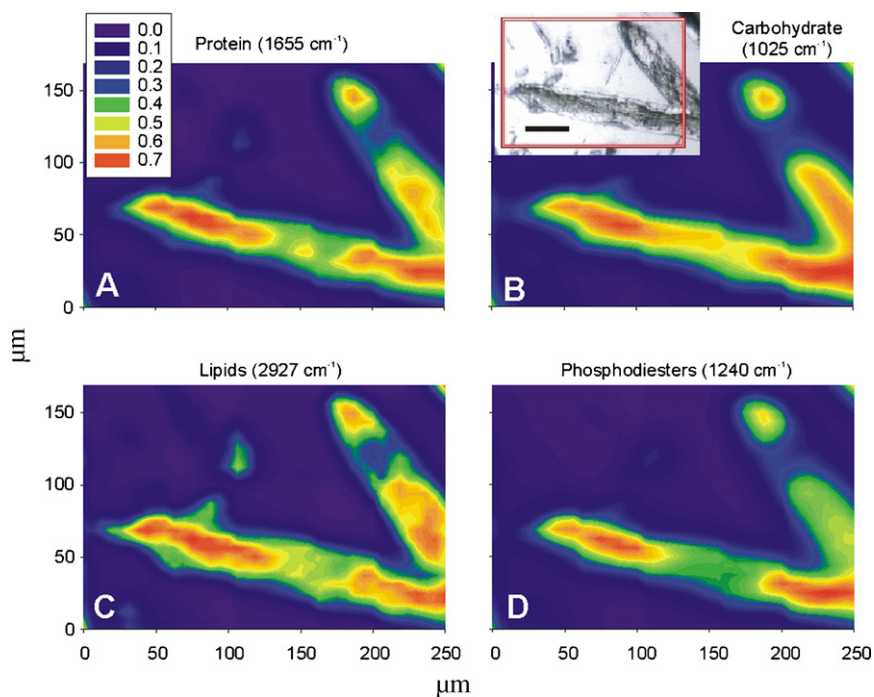 Protein (1655 cm⁻¹)
0.0
0.1
0.2
0.3
0.4
0.5
0.6
0.7
150
100
50
0
A
Carbohydrate
(1025 cm⁻¹)
B
µm
Lipids (2927 cm⁻¹)
150
100
50
0
C
0
50
100
150
200
250
Phosphodiesters (1240 cm⁻¹)
D
0
50
100
150
200
250
µm